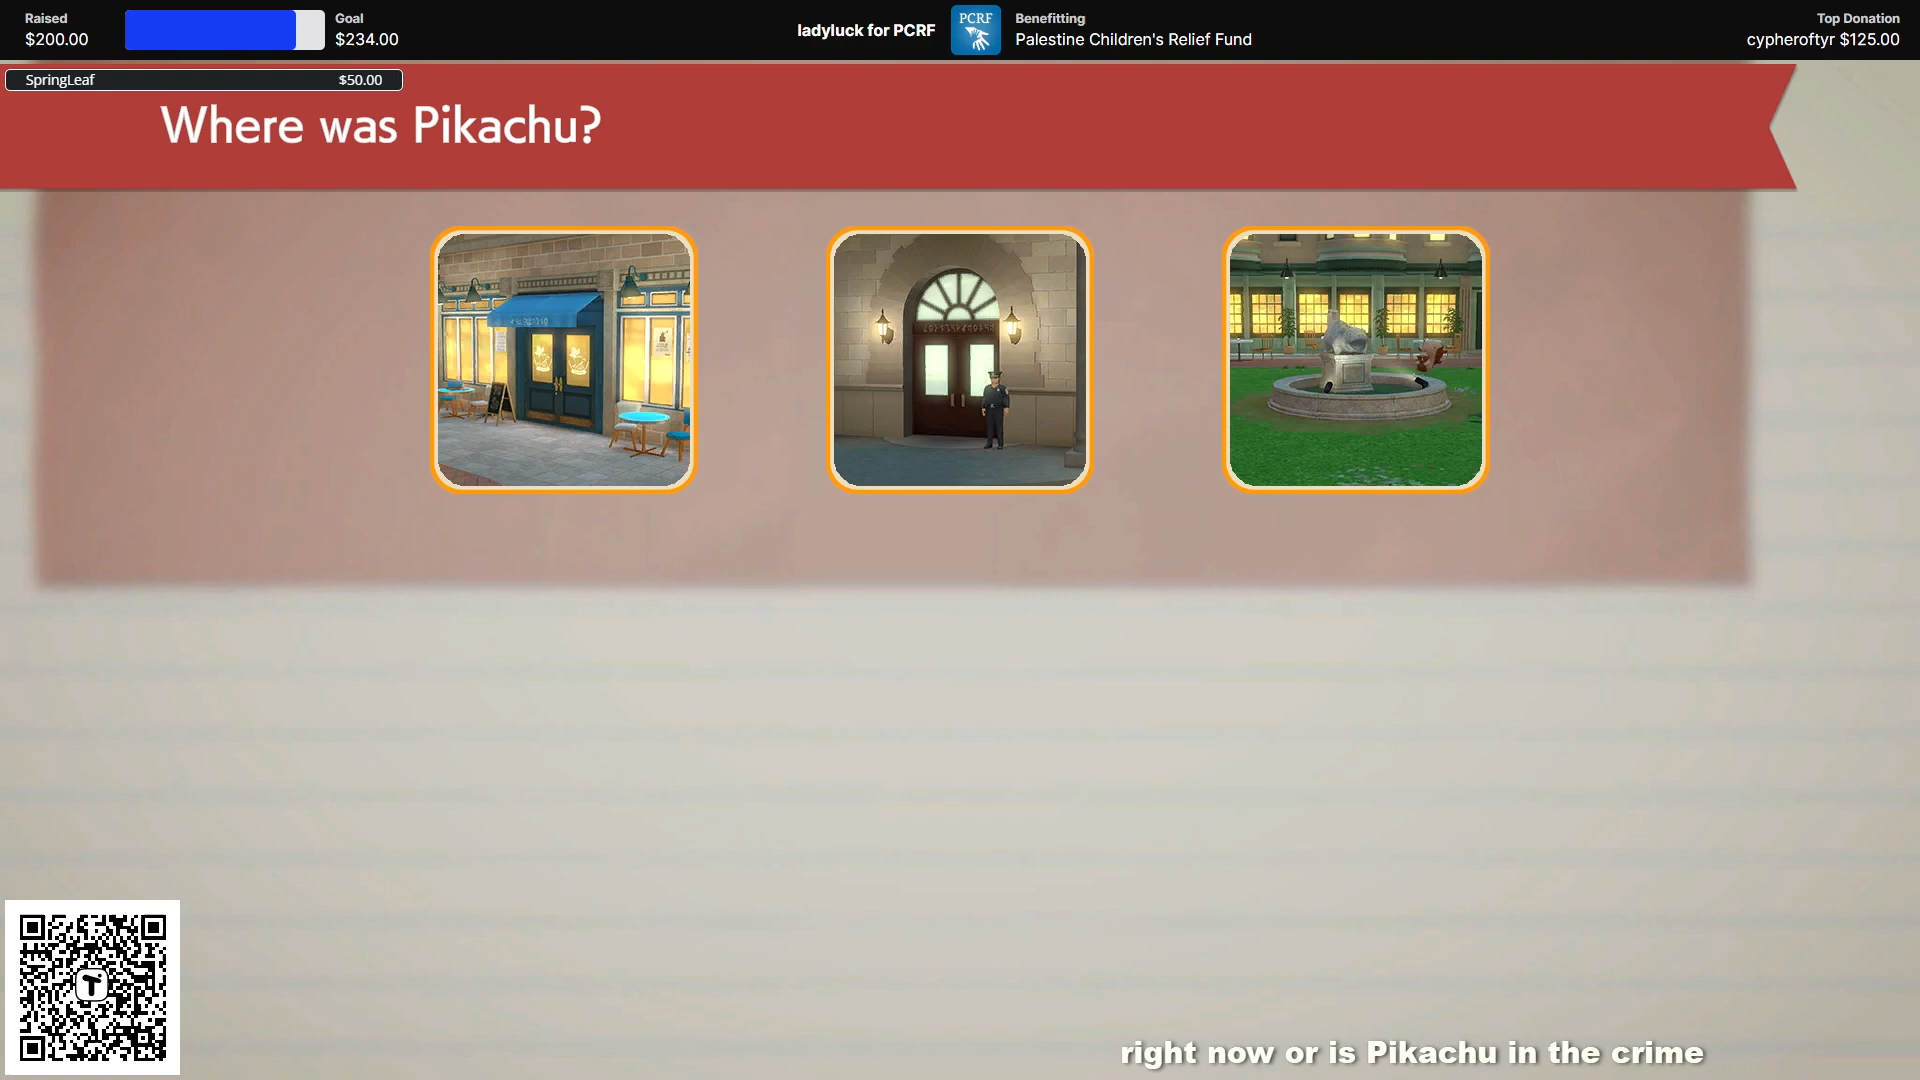 Raised
$200.00
Goal
$234.00
ladyluck for PCRF
PCRF
Benefitting
Palestine Children's Relief Fund
Top Donation
cypheroftyr $125.00
SpringLeaf $50.00
Where was Pikachu?
T
right now or is Pikachu in the crime